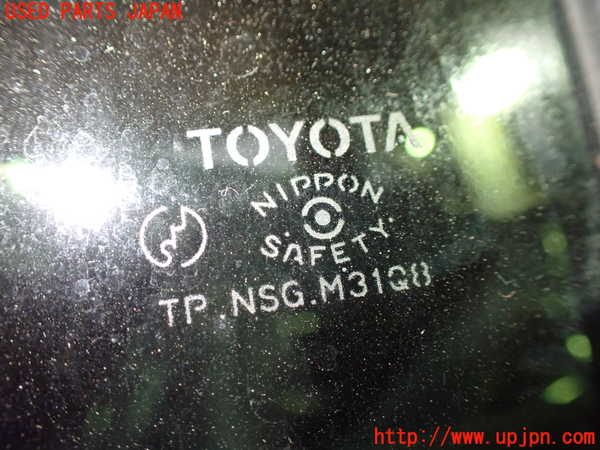 USED PARTS JAPAN
TOYOTA
NIPPON
SAFETY
TP.NSG.M31Q8
http://www.upjpn.com/